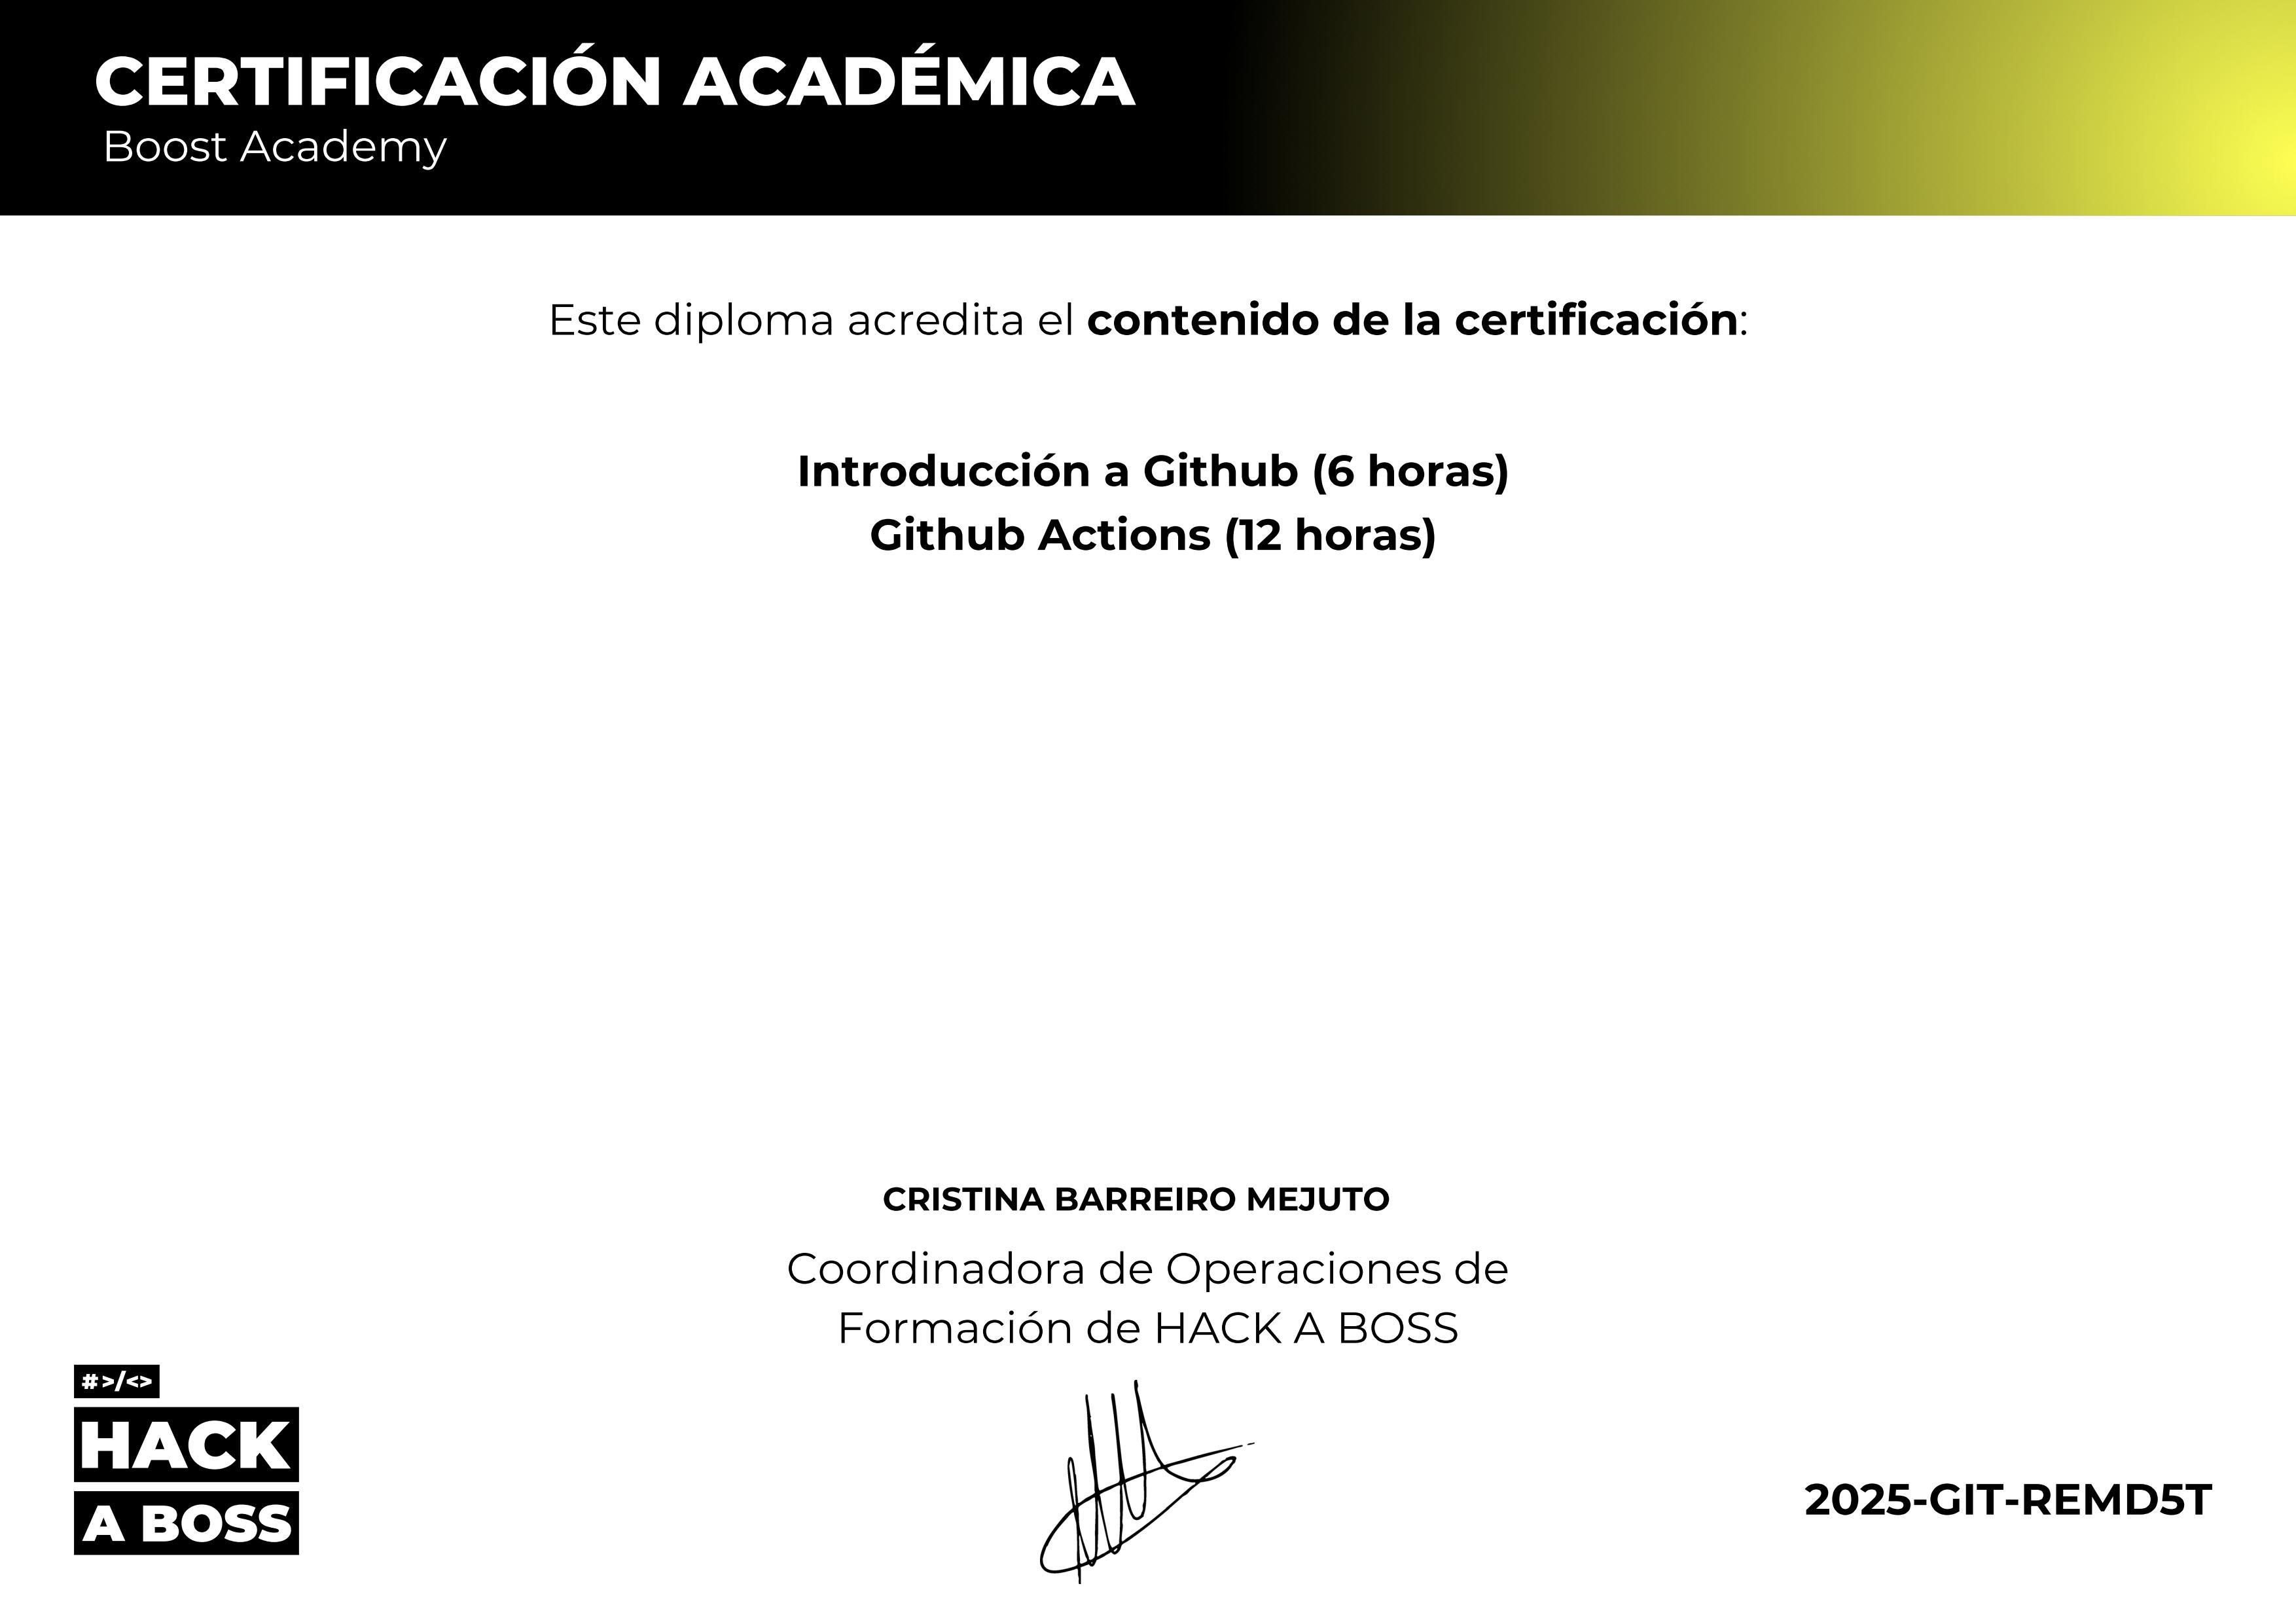 CERTIFICACIÓN ACADÉMICA
Boost Academy
Este diploma acredita el contenido de la certificación:
Introducción a Github (6 horas)
Github Actions (12 horas)
CRISTINA BARREIRO MEJUTO
Coordinadora de Operaciones de
Formación de HACK A BOSS
#>/<>
HACK
A BOSS
2025-GIT-REMD5T